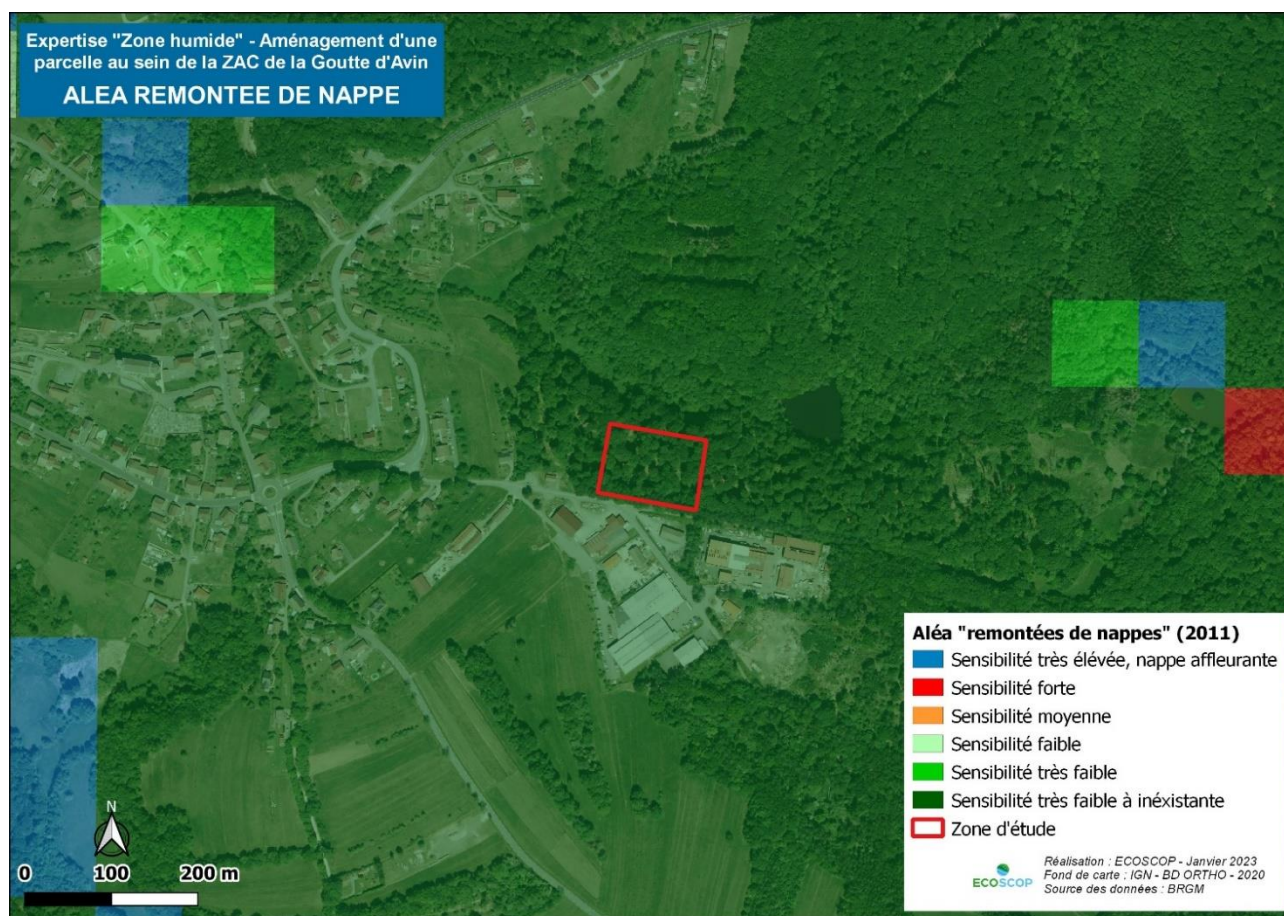 Expertise "Zone humide" - Aménagement d'une
parcelle au sein de la ZAC de la Goutte d'Avin
ALEA REMONTEE DE NAPPE
Aléa "remontées de nappes" (2011)
Sensibilité très élévée, nappe affleurante
Sensibilité forte
Sensibilité moyenne
Sensibilité faible
Sensibilité très faible
Sensibilité très faible à inéxistante
Zone d'étude
N
0 100 200 m
ECOSCOP
Réalisation : ECOSCOP - Janvier 2023
Fond de carte : IGN - BD ORTHO - 2020
Source des données : BRGM